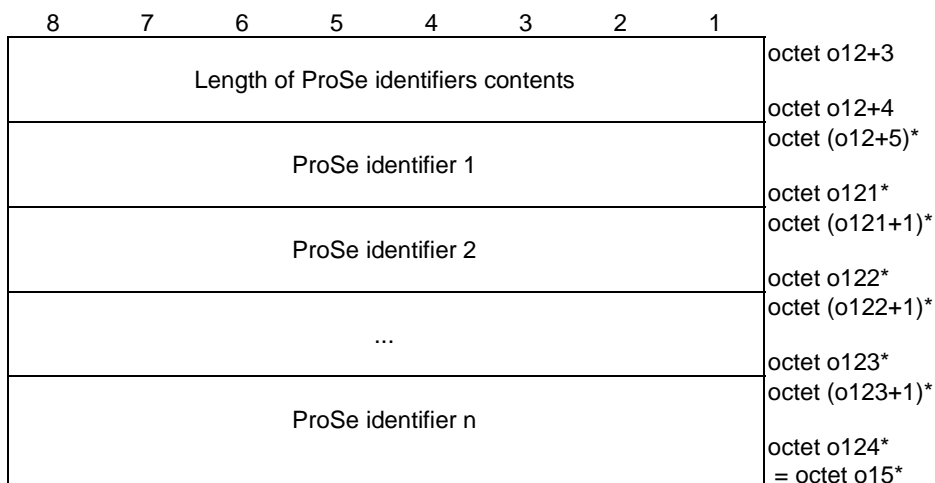 8 7 6 5 4 3 2 1
octet o12+3
Length of ProSe identifiers contents
octet o12+4
octet (o12+5)*
ProSe identifier 1
octet o121*
octet (o121+1)*
ProSe identifier 2
octet o122*
octet (o122+1)*
...
octet o123*
octet (o123+1)*
ProSe identifier n
octet o124*
= octet o15*